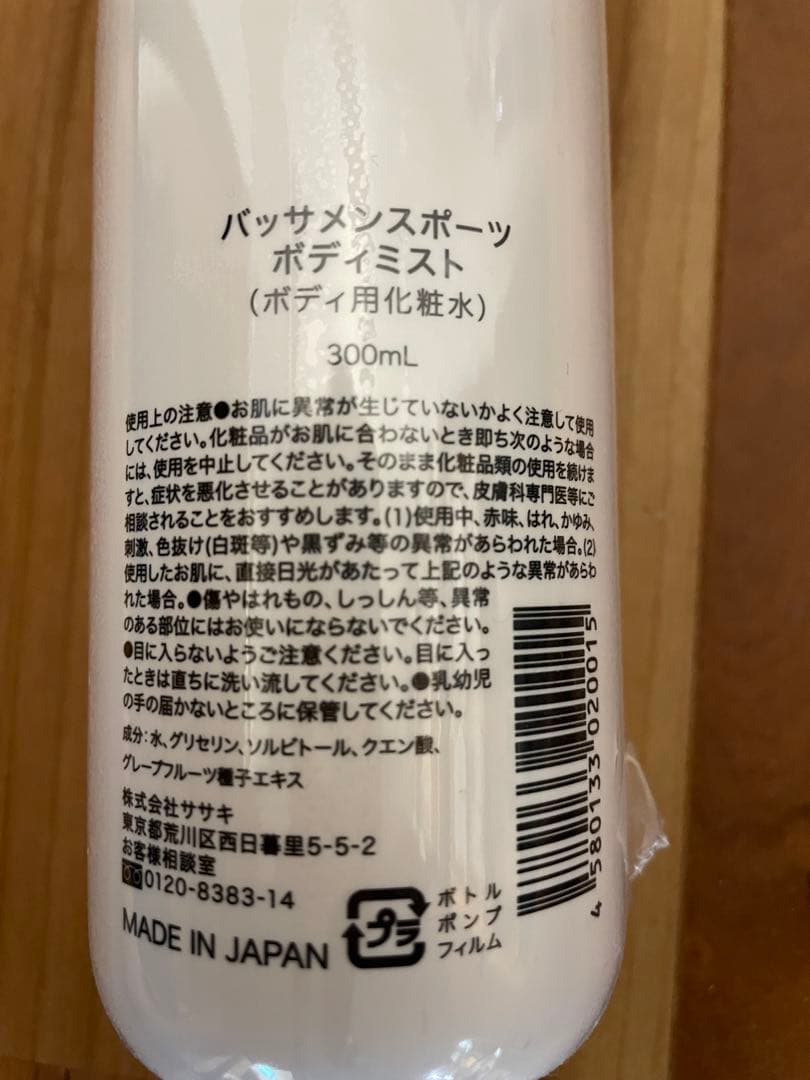 バッサメンスポーツ
ボディミスト
(ボディ用化粧水)
300mL
使用上の注意●お肌に異常が生じていないかよく注意して使用
してください。化粧品がお肌に合わないとき即ち次のような場合
には、使用を中止してください。そのまま化粧品類の使用を続けま
すと、症状を悪化させることがありますので、皮膚科専門医等にご
相談されることをおすすめします。(1)使用中、赤味、はれ、かゆみ、
刺激、色抜け(白斑等)や黒ずみ等の異常があらわれた場合。(2)
使用したお肌に、直接日光があたって上記のような異常があらわ
れた場合。●傷やはれもの、しっしん等、異常
のある部位にはお使いにならないでください。
●目に入らないようご注意ください。目に入っ
たときは直ちに洗い流してください。●乳幼児
の手の届かないところに保管してください。
成分:水、グリセリン、ソルビトール、クエン酸、
グレープフルーツ種子エキス
株式会社ササキ
東京都荒川区西日暮里5-5-2
お客様相談室
0120-8383-14
MADE IN JAPAN
プラ
ボトル
ポンプ
フィルム
4580133020015